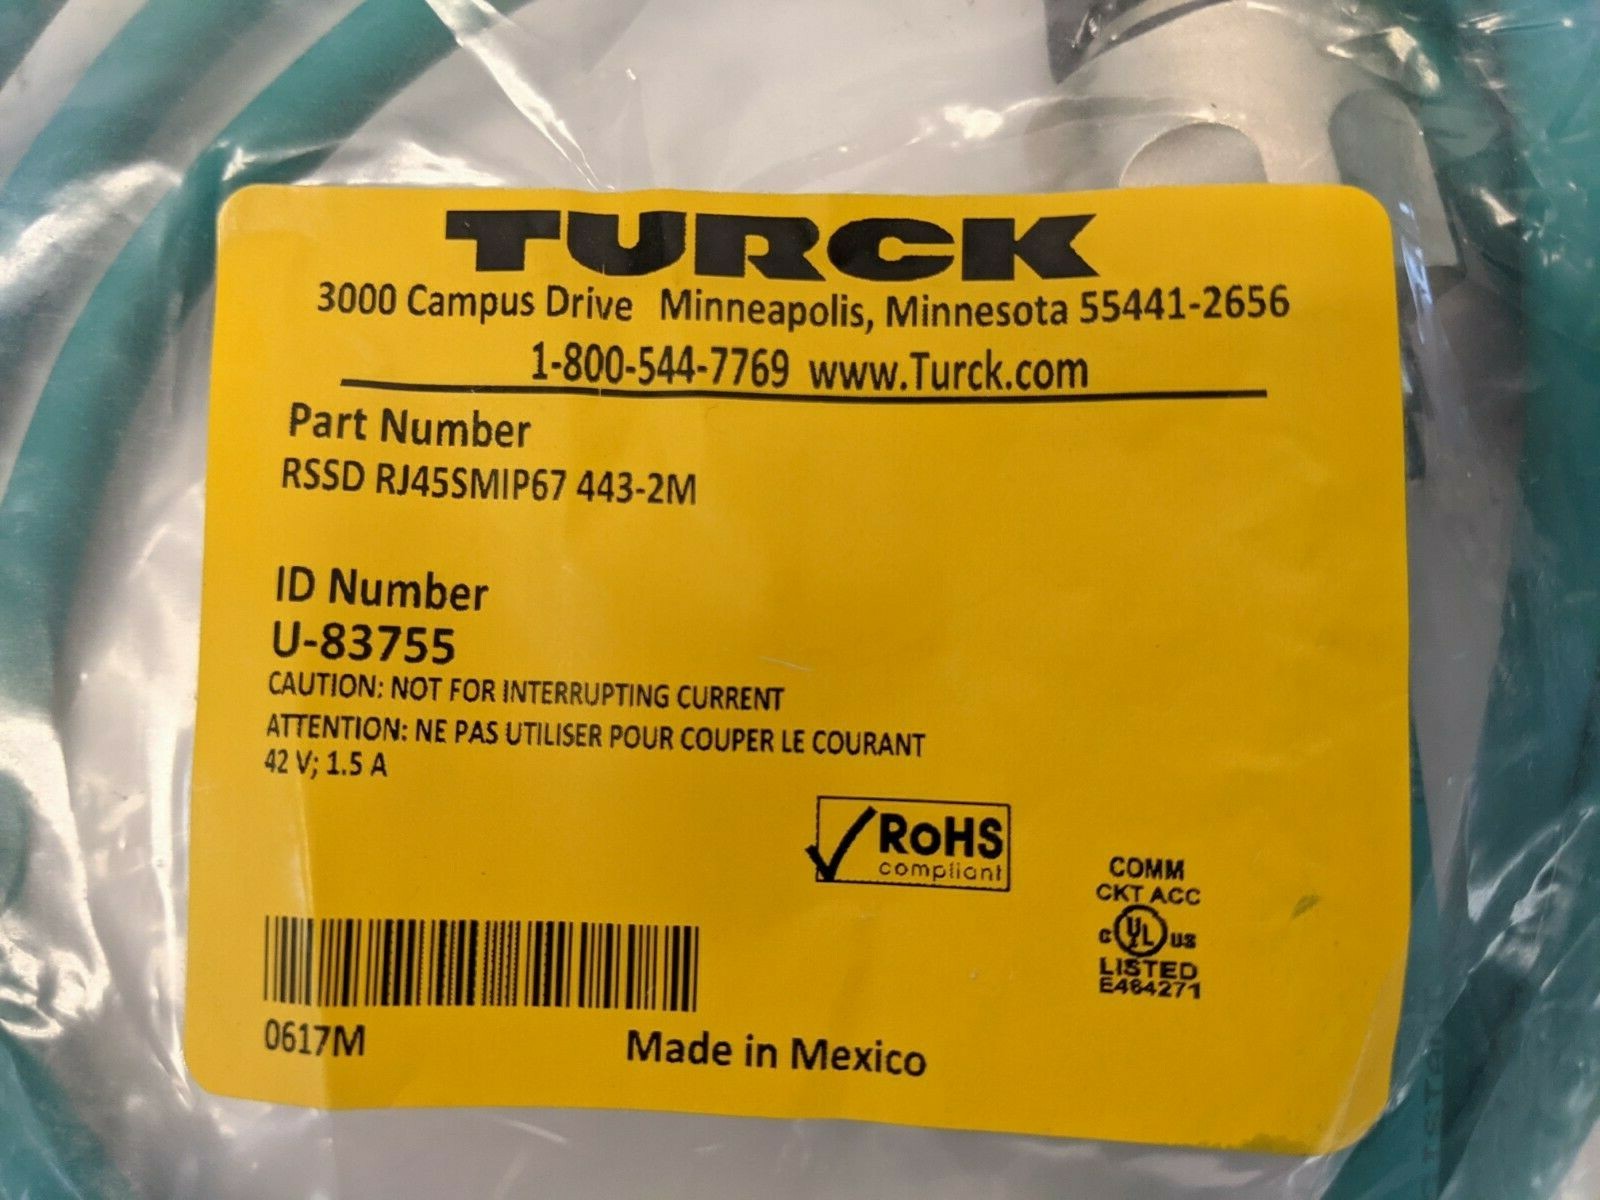 TURCK
3000 Campus Drive Minneapolis, Minnesota 55441-2656
1-800-544-7769 www.Turck.com
Part Number
RSSD RJ45SMIP67 443-2M
ID Number
U-83755
CAUTION: NOT FOR INTERRUPTING CURRENT
ATTENTION: NE PAS UTILISER POUR COUPER LE COURANT
42 V; 1.5 A
RoHS
compliant
COMM
CKT ACC
c UL us
LISTED
E484271
0617M
Made in Mexico